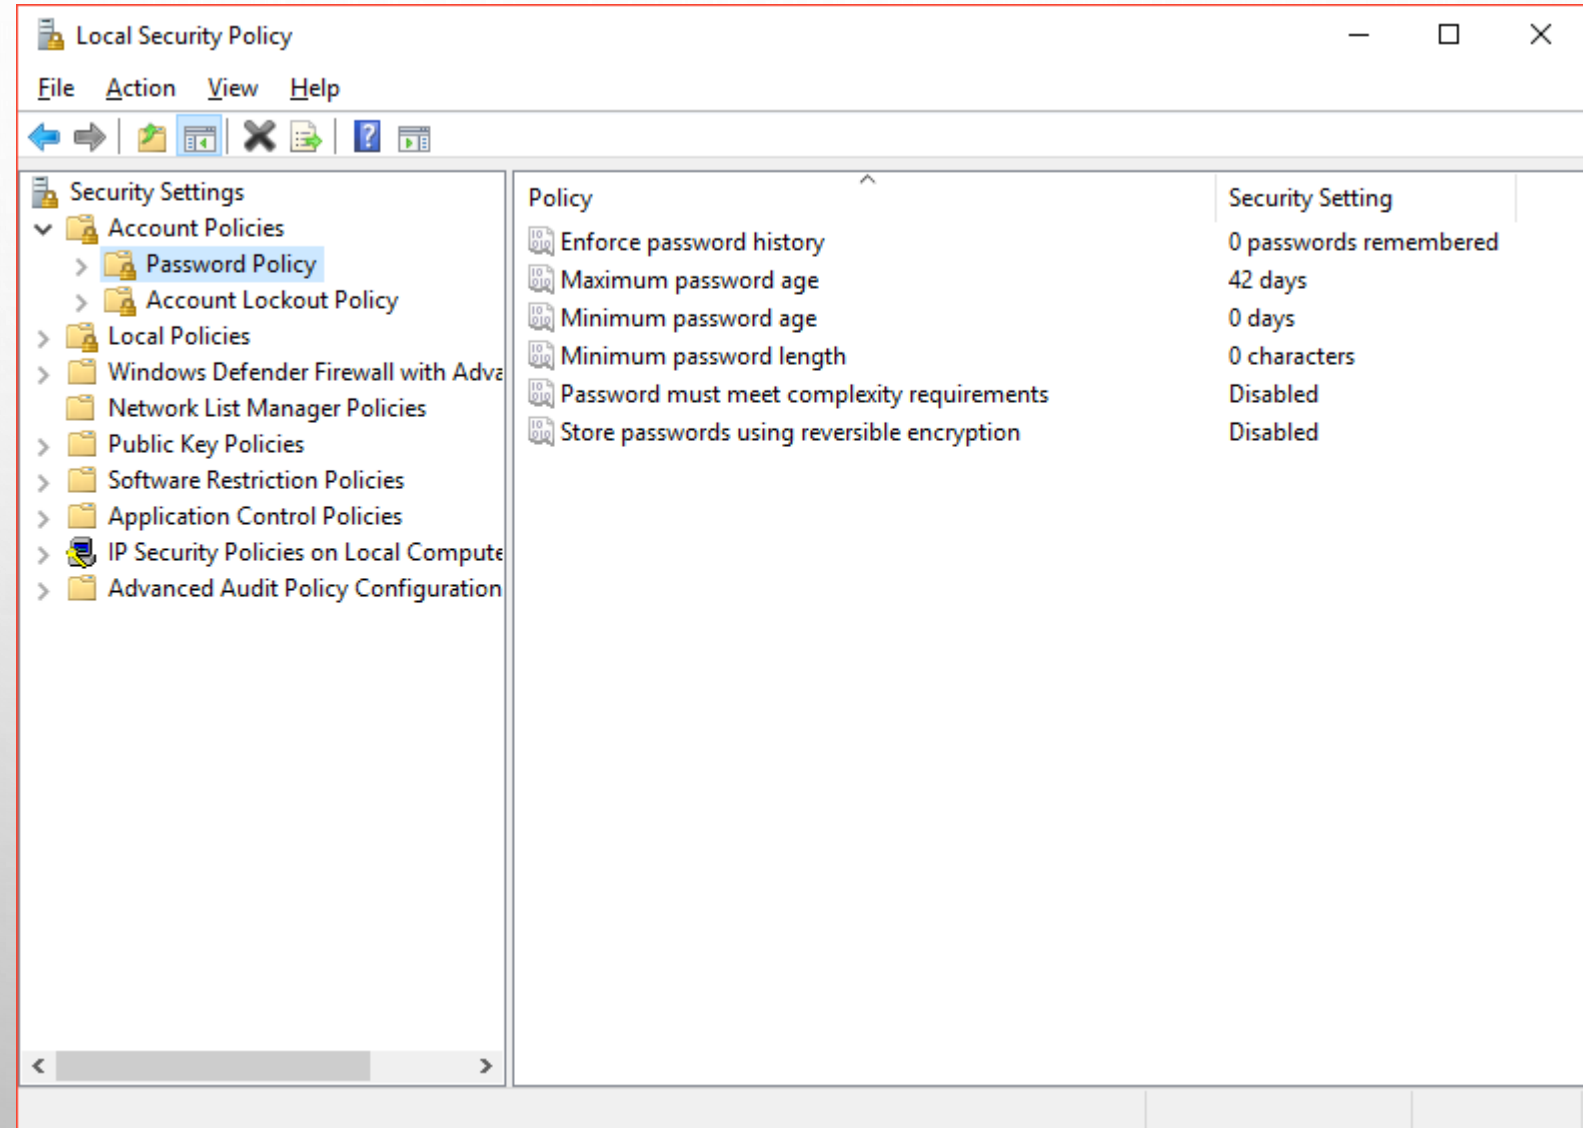 Local Security Policy
File Action View Help
Security Settings
Account Policies
Password Policy
Account Lockout Policy
Local Policies
Windows Defender Firewall with Adva
Network List Manager Policies
Public Key Policies
Software Restriction Policies
Application Control Policies
IP Security Policies on Local Compute
Advanced Audit Policy Configuration
Policy Security Setting
Enforce password history 0 passwords remembered
Maximum password age 42 days
Minimum password age 0 days
Minimum password length 0 characters
Password must meet complexity requirements Disabled
Store passwords using reversible encryption Disabled